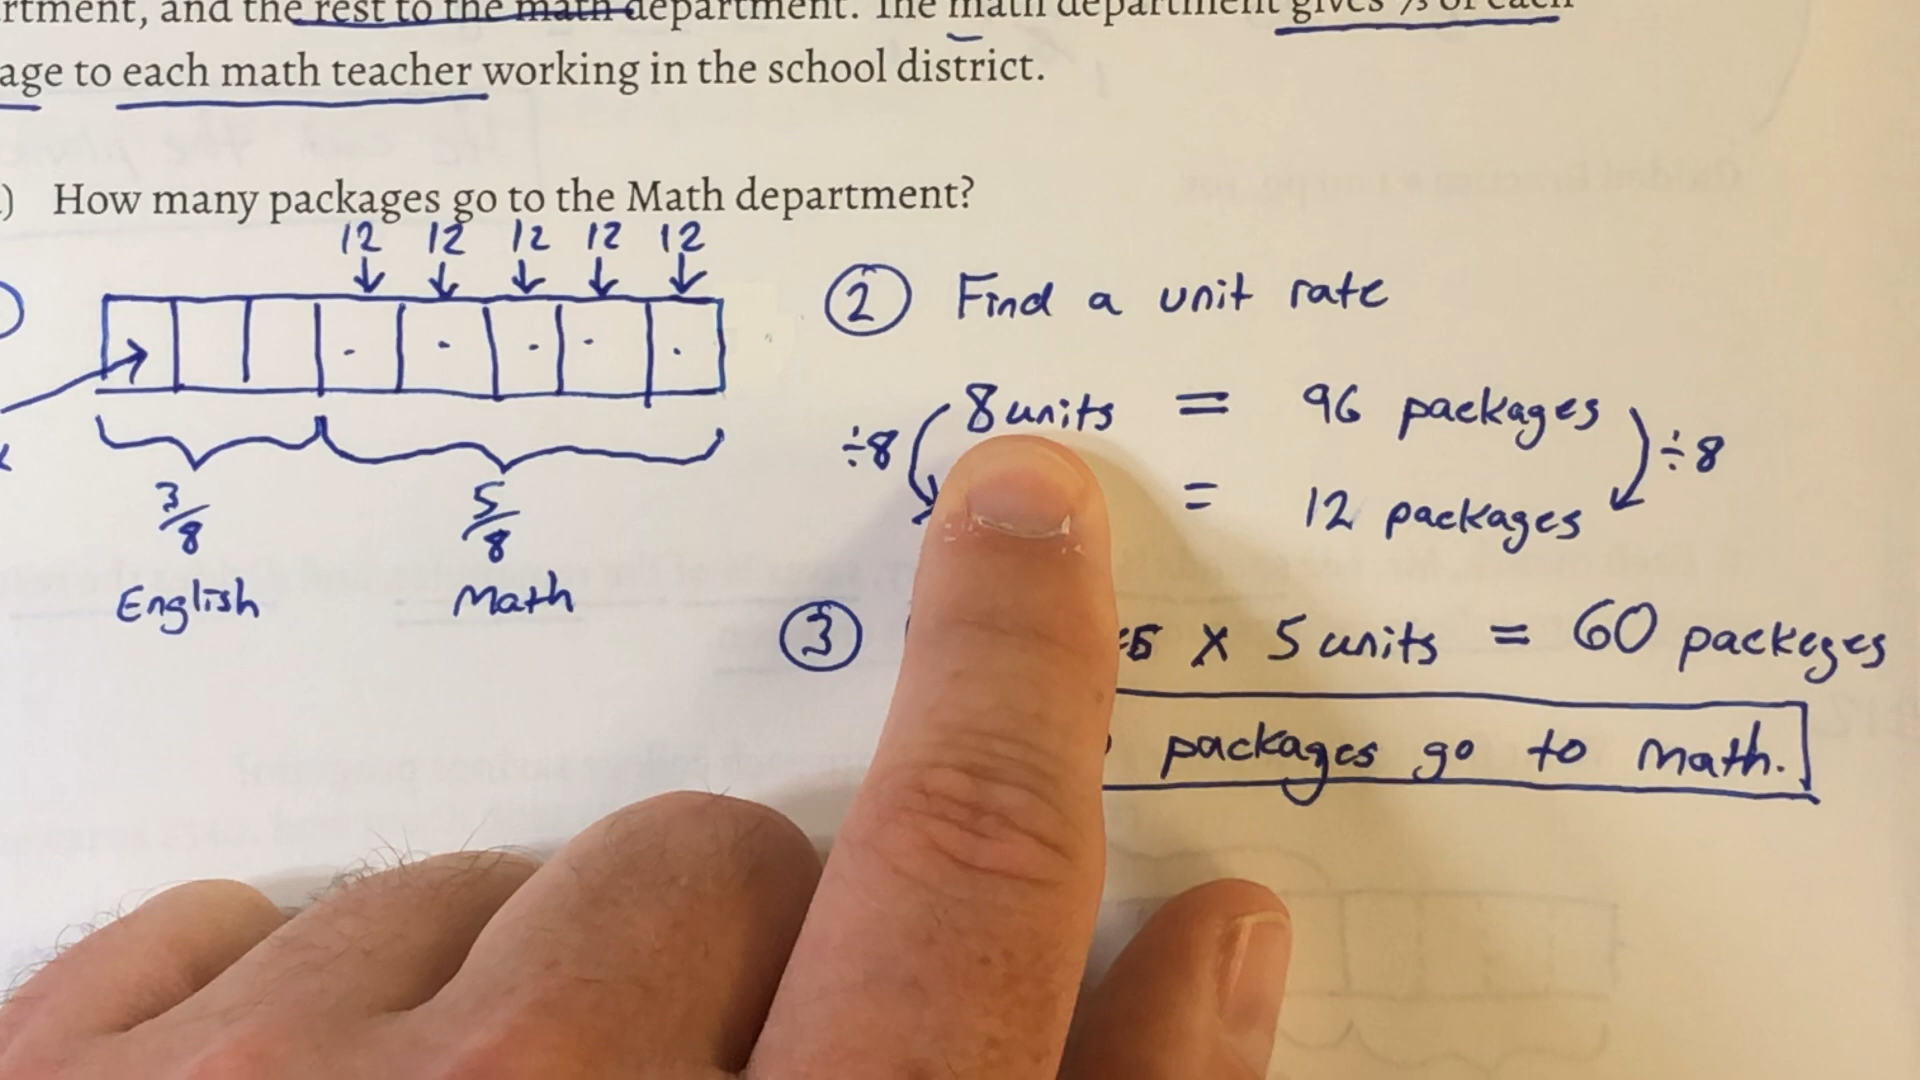 and the rest to the math department. The math department gives of each
age to each math teacher working in the school district.
) How many packages go to the Math department?
12 12 12 12 12
② Find a unit rate
÷8 8 units = 96 packages ÷8
= 12 packages
3/8 5/8
English Math
③ x 5 units = 60 packages
packages go to Math.